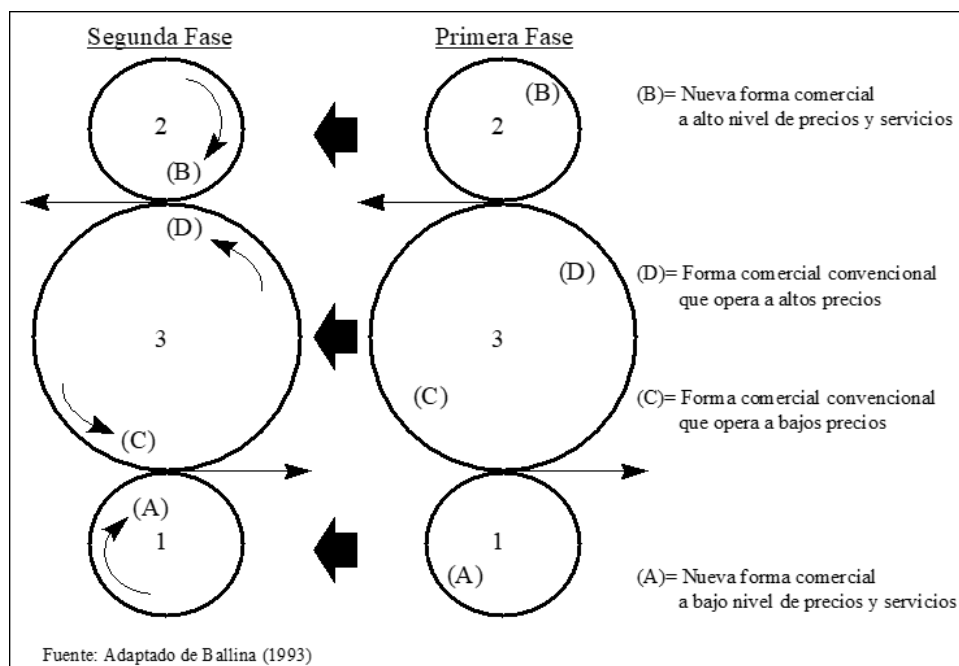 Segunda Fase
Primera Fase
2
(B)
(D)
3
(C)
(A)
1
(B)
2
(D)
3
(C)
1
(A)
(B)= Nueva forma comercial
a alto nivel de precios y servicios
(D)= Forma comercial convencional
que opera a altos precios
(C)= Forma comercial convencional
que opera a bajos precios
(A)= Nueva forma comercial
a bajo nivel de precios y servicios
Fuente: Adaptado de Ballina (1993)